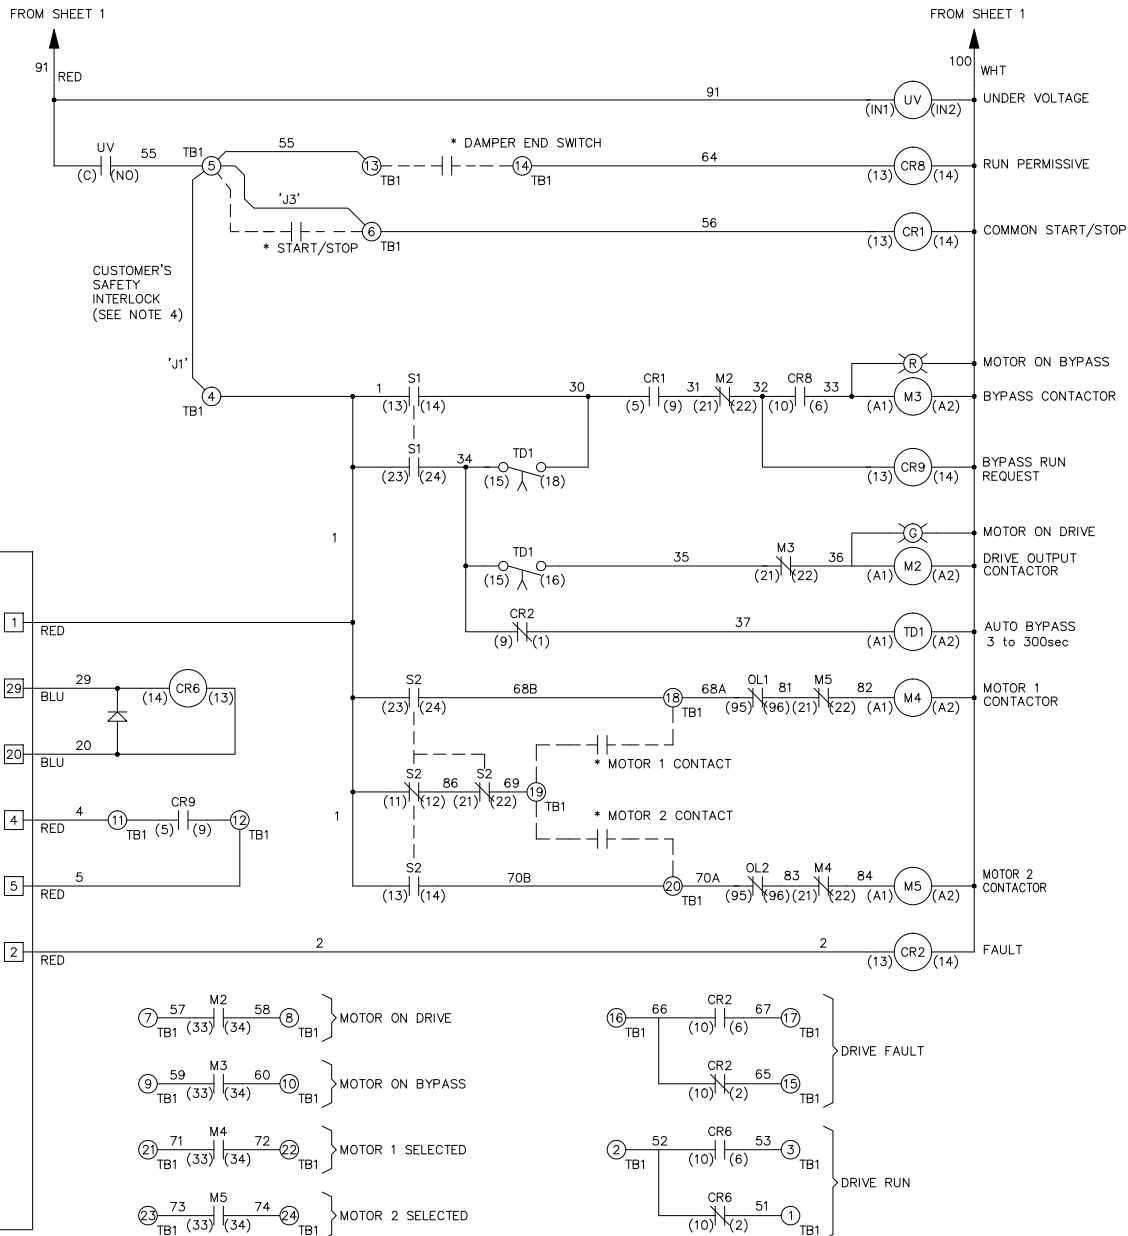 FROM SHEET 1 FROM SHEET 1
91 RED 100 WHT
91 (IN1) UV (IN2) UNDER VOLTAGE
UV (C) (NO) 55 TB1 5 55 13 TB1 * DAMPER END SWITCH 14 TB1 64 (13) CR8 (14) RUN PERMISSIVE
'J3' * START/STOP 6 TB1 56 (13) CR1 (14) COMMON START/STOP
CUSTOMER'S
SAFETY
INTERLOCK
(SEE NOTE 4)
R MOTOR ON BYPASS
'J1' 4 TB1 1 S1 (13) (14) 30 CR1 (5) (9) 31 M2 (21) (22) 32 CR8 (10) (6) 33 (A1) M3 (A2) BYPASS CONTACTOR
S1 (23) (24) 34 TD1 (15) (18) (13) CR9 (14) BYPASS RUN
REQUEST
1
G MOTOR ON DRIVE
TD1 (15) (16) 35 M3 (21) (22) 36 (A1) M2 (A2) DRIVE OUTPUT
CONTACTOR
1 RED CR2 (9) (1) 37 (A1) TD1 (A2) AUTO BYPASS
3 to 300sec
29 BLU 29 (14) CR6 (13) S2 (23) (24) 68B 18 TB1 68A OL1 (95) (96) 81 M5 (21) (22) 82 (A1) M4 (A2) MOTOR 1
CONTACTOR
20 BLU 20
* MOTOR 1 CONTACT
S2 (11) (12) 86 S2 (21) (22) 69 19 TB1
4 RED 4 11 TB1 CR9 (5) (9) 12 TB1 1 * MOTOR 2 CONTACT
5 RED 5 S2 (13) (14) 70B 20 TB1 70A OL2 (95) (96) 83 M4 (21) (22) 84 (A1) M5 (A2) MOTOR 2
CONTACTOR
2 RED 2 2 (13) CR2 (14) FAULT
7 TB1 57 M2 (33) (34) 58 8 TB1 MOTOR ON DRIVE
9 TB1 59 M3 (33) (34) 60 10 TB1 MOTOR ON BYPASS
21 TB1 71 M4 (33) (34) 72 22 TB1 MOTOR 1 SELECTED
23 TB1 73 M5 (33) (34) 74 24 TB1 MOTOR 2 SELECTED
16 TB1 66 CR2 (10) (6) 67 17 TB1
DRIVE FAULT
CR2 (10) (2) 65 15 TB1
2 TB1 52 CR6 (10) (6) 53 3 TB1
DRIVE RUN
CR6 (10) (2) 51 1 TB1